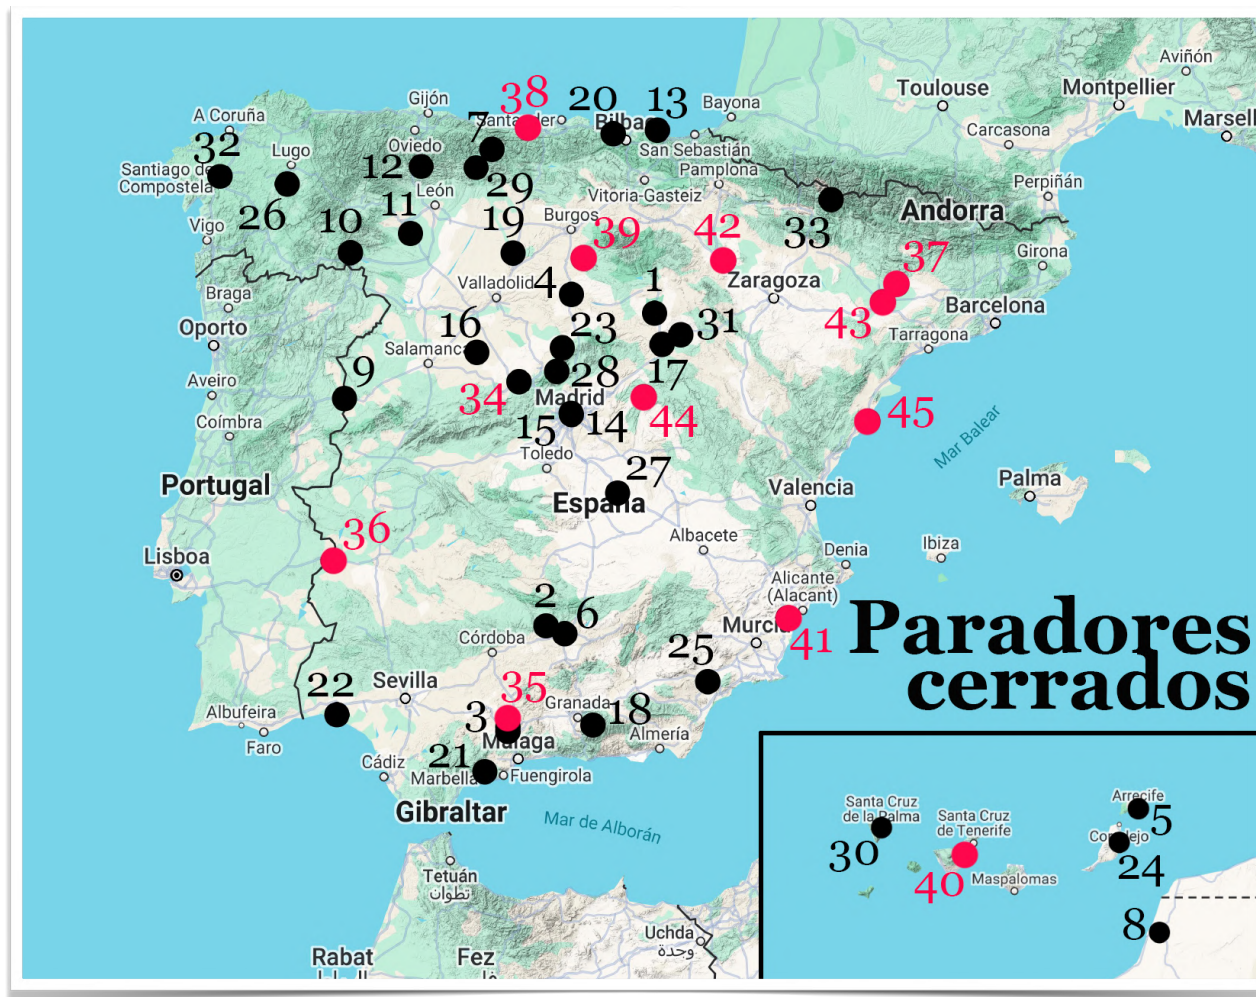 Aviñón
Toulouse
Montpellier
Gijón
38
20
13
Bayona
A Coruña
7
Santander
Bilbao
Marsell
Oviedo
Carcasona
32
Lugo
12
San Sebastián
Pamplona
Santiago de
Compostela
29
León
Vitoria-Gasteiz
Perpiñán
26
11
Andorra
Vigo
10
19
Burgos
39
42
33
Girona
37
Valladolid
4
1
Zaragoza
Braga
Barcelona
Oporto
16
23
31
43
Tarragona
Salamanca
9
28
17
Aveiro
34
Madrid
44
45
Coímbra
15
14
Mar Balear
Toledo
27
Palma
Portugal
España
Valencia
36
Albacete
Ibiza
Lisboa
Denia
Alicante
(Alacant)
2
6
Paradores
cerrados
Murcia
41
Córdoba
25
35
22
Sevilla
Albufeira
3
Granada
18
Faro
Málaga
Almería
21
Cádiz
Marbella
Fuengirola
Gibraltar
Mar de Alborán
Arrecife
Santa Cruz
de la Palma
Santa Cruz
de Tenerife
5
Corralejo
30
40
Maspalomas
24
Tetuán
تطوان
8
Uchda
وجدة
Rabat
Fez